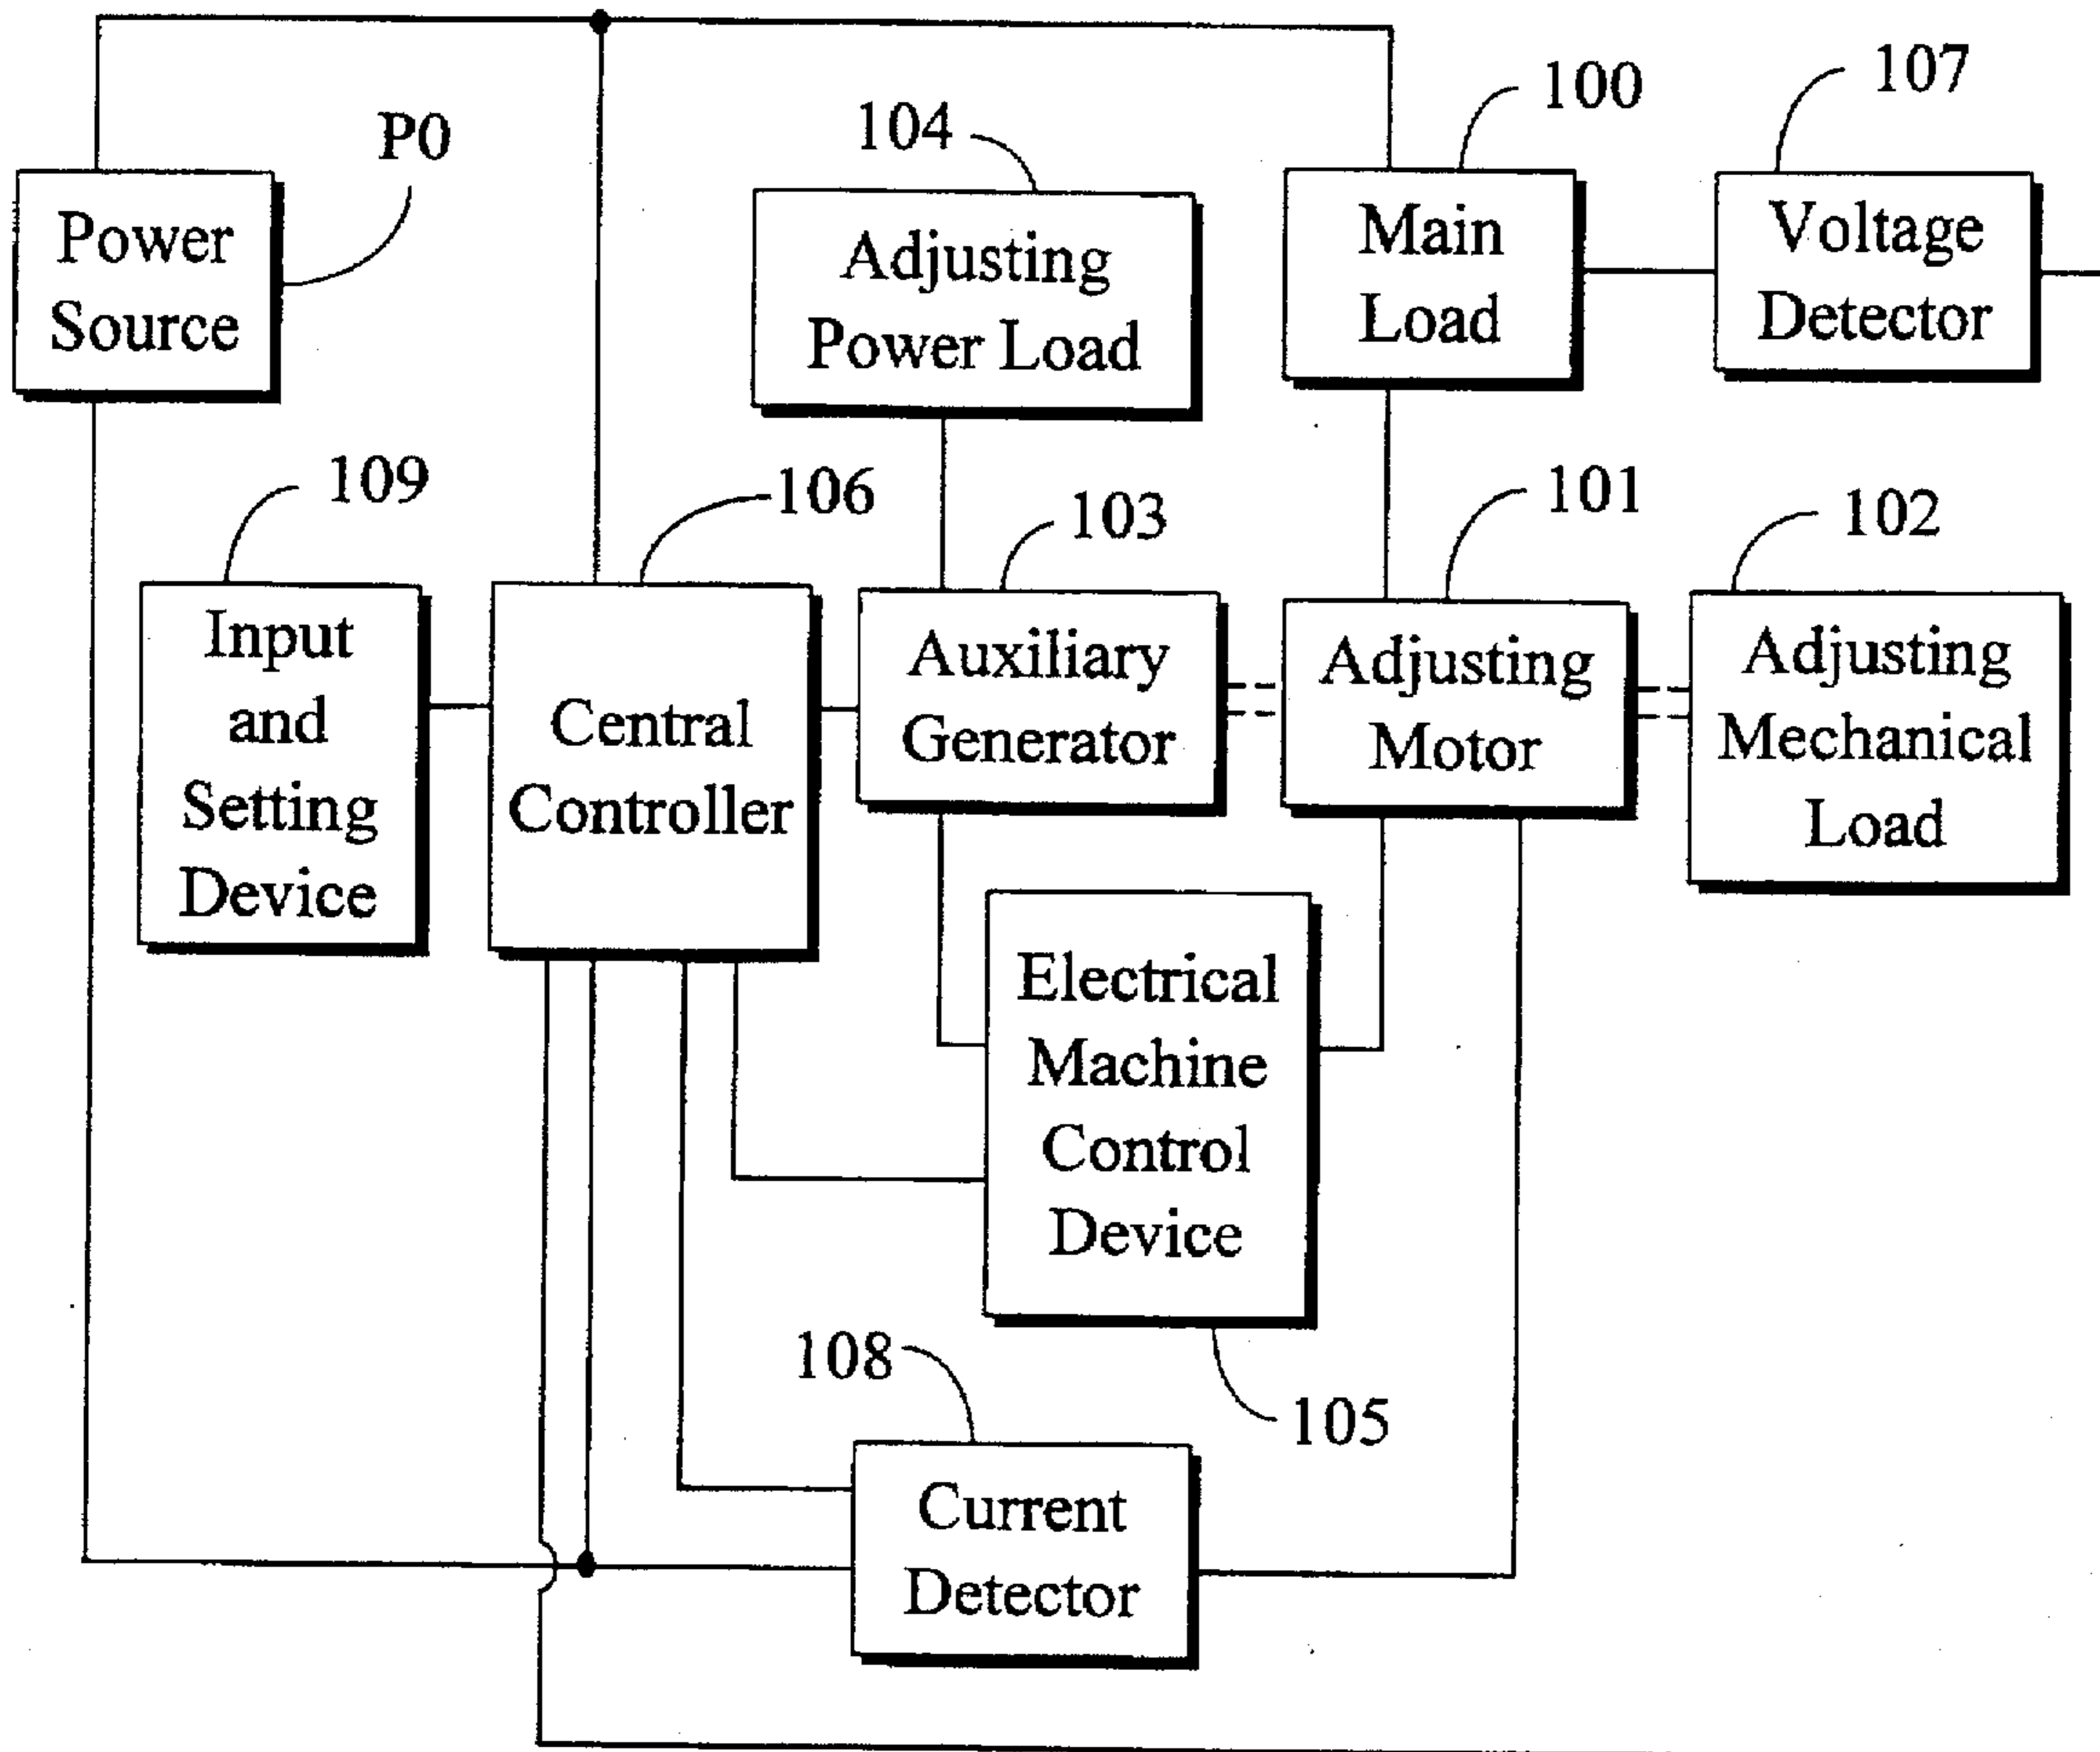 107
100
104
P0
Power
Source
Adjusting
Power Load
Main
Load
Voltage
Detector
109
106
103
101
102
Input
and
Setting
Device
Central
Controller
Auxiliary
Generator
Adjusting
Motor
Adjusting
Mechanical
Load
Electrical
Machine
Control
Device
108
105
Current
Detector